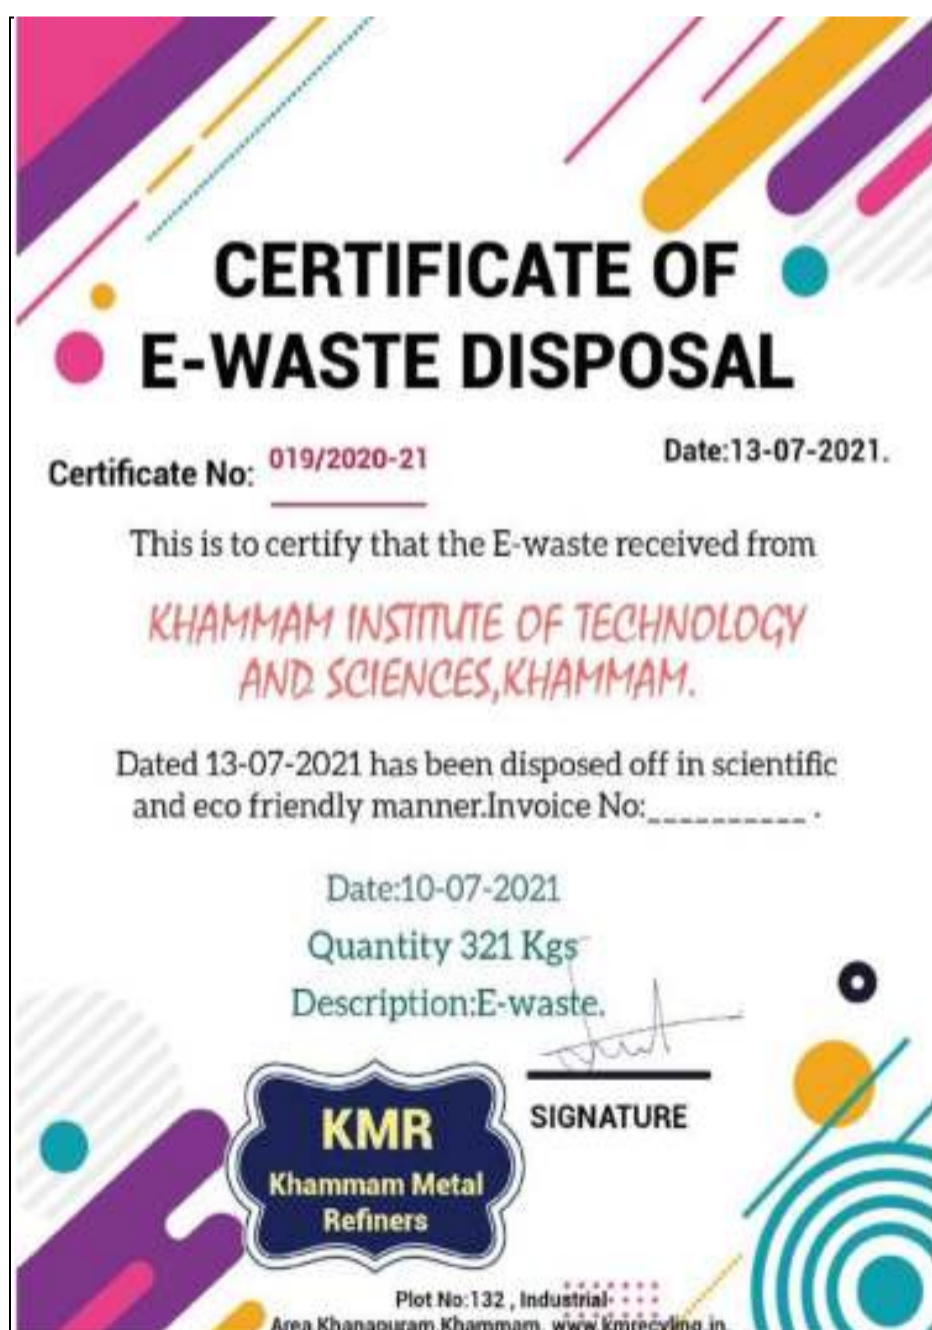 CERTIFICATE OF
E-WASTE DISPOSAL
Certificate No: 019/2020-21
Date:13-07-2021.
This is to certify that the E-waste received from
KHAMMAM INSTITUTE OF TECHNOLOGY
AND SCIENCES,KHAMMAM.
Dated 13-07-2021 has been disposed off in scientific
and eco friendly manner.Invoice No:__________ .
Date:10-07-2021
Quantity 321 Kgs
Description:E-waste.
SIGNATURE
KMR
Khammam Metal
Refiners
Plot No:132 , Industrial
Area Khanapuram Khammam. www.kmrecyling.in.